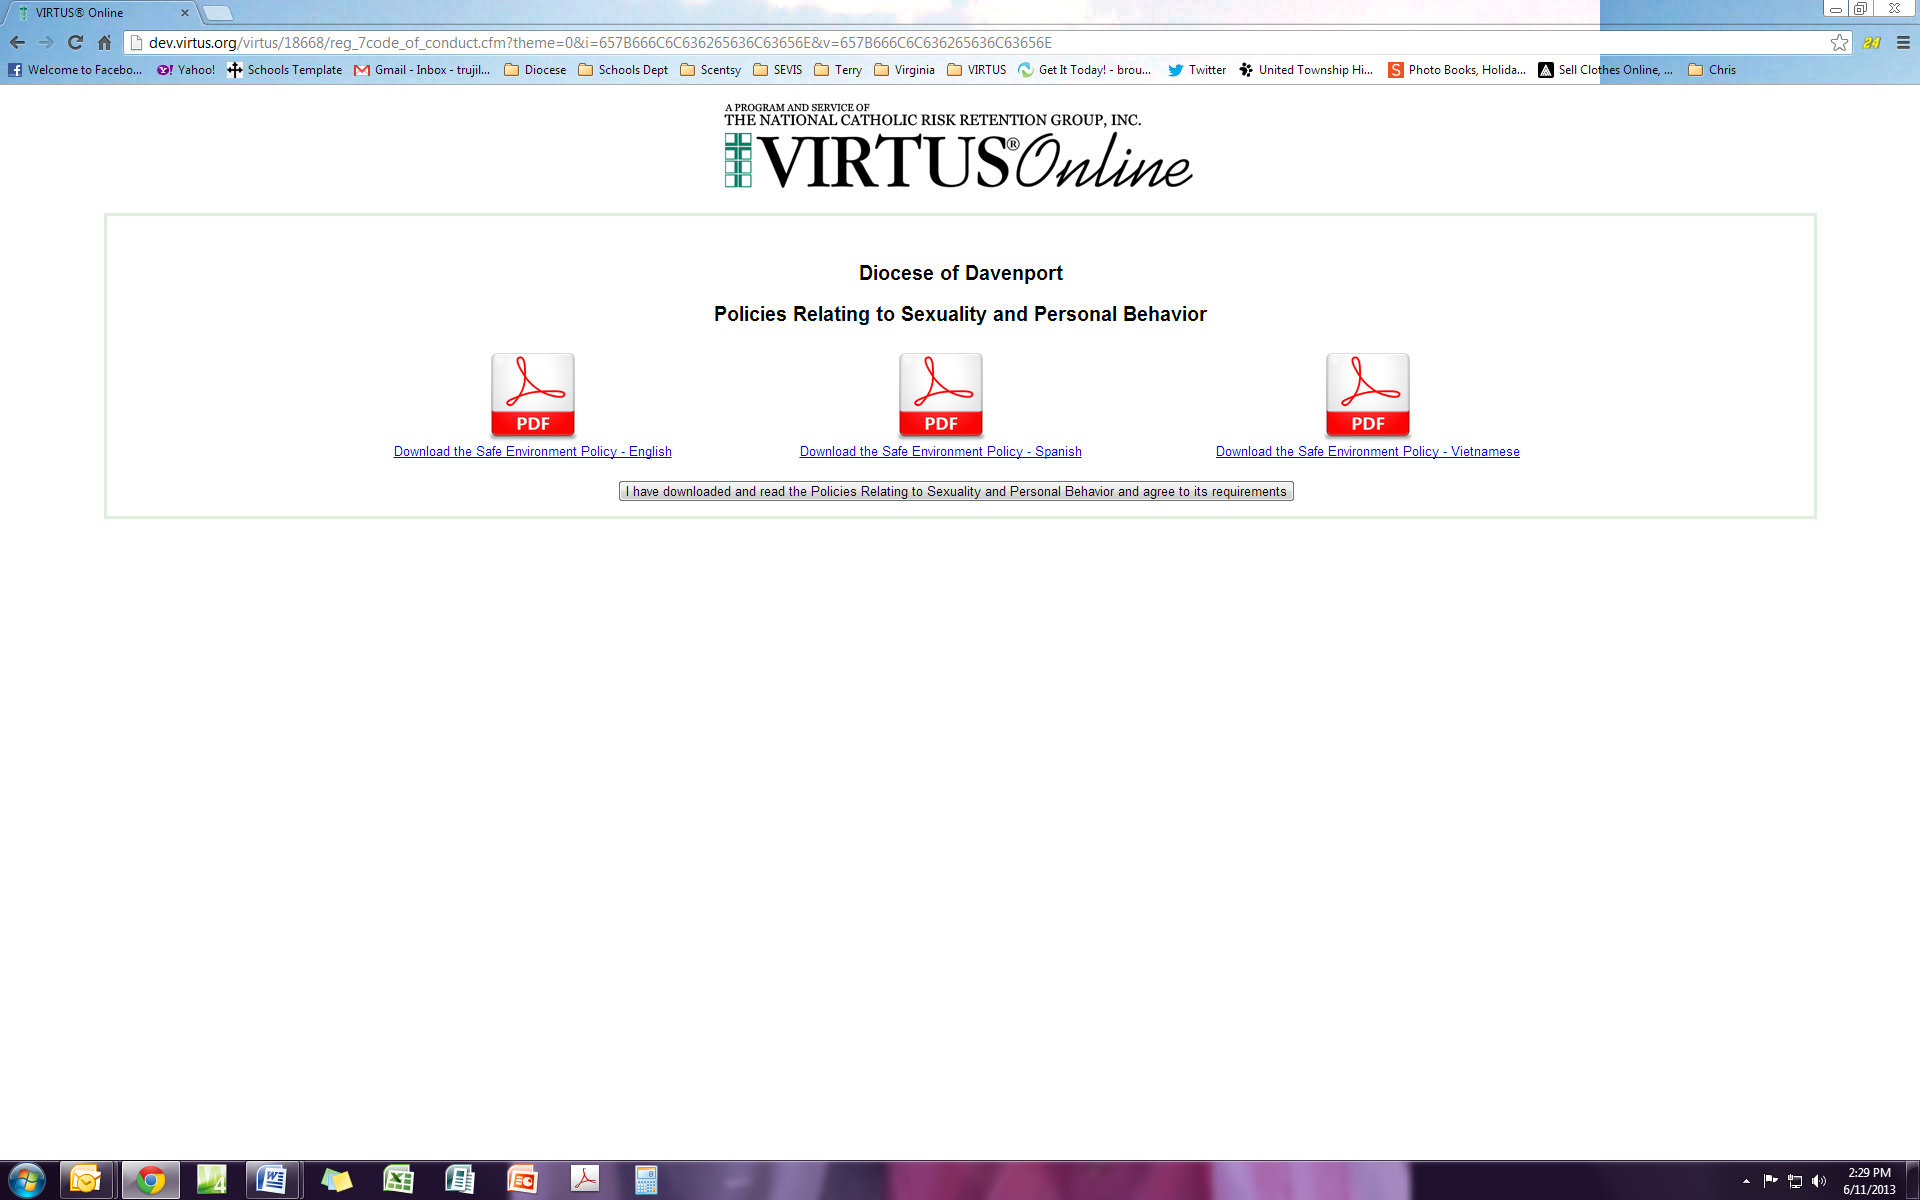 VIRTUS® Online
dev.virtus.org/virtus/18668/reg_7code_of_conduct.cfm?theme=0&i=657B666C6C636265636C63656E&v=657B666C6C636265636C63656E
24
Welcome to Facebo... Yahoo! Schools Template Gmail - Inbox - trujil... Diocese Schools Dept Scentsy SEVIS Terry Virginia VIRTUS Get It Today! - brou... Twitter United Township Hi... Photo Books, Holida... Sell Clothes Online, ... Chris
A PROGRAM AND SERVICE OF
THE NATIONAL CATHOLIC RISK RETENTION GROUP, INC.
VIRTUS® Online
Diocese of Davenport
Policies Relating to Sexuality and Personal Behavior
PDF PDF PDF
Download the Safe Environment Policy - English Download the Safe Environment Policy - Spanish Download the Safe Environment Policy - Vietnamese
I have downloaded and read the Policies Relating to Sexuality and Personal Behavior and agree to its requirements
2:29 PM
6/11/2013